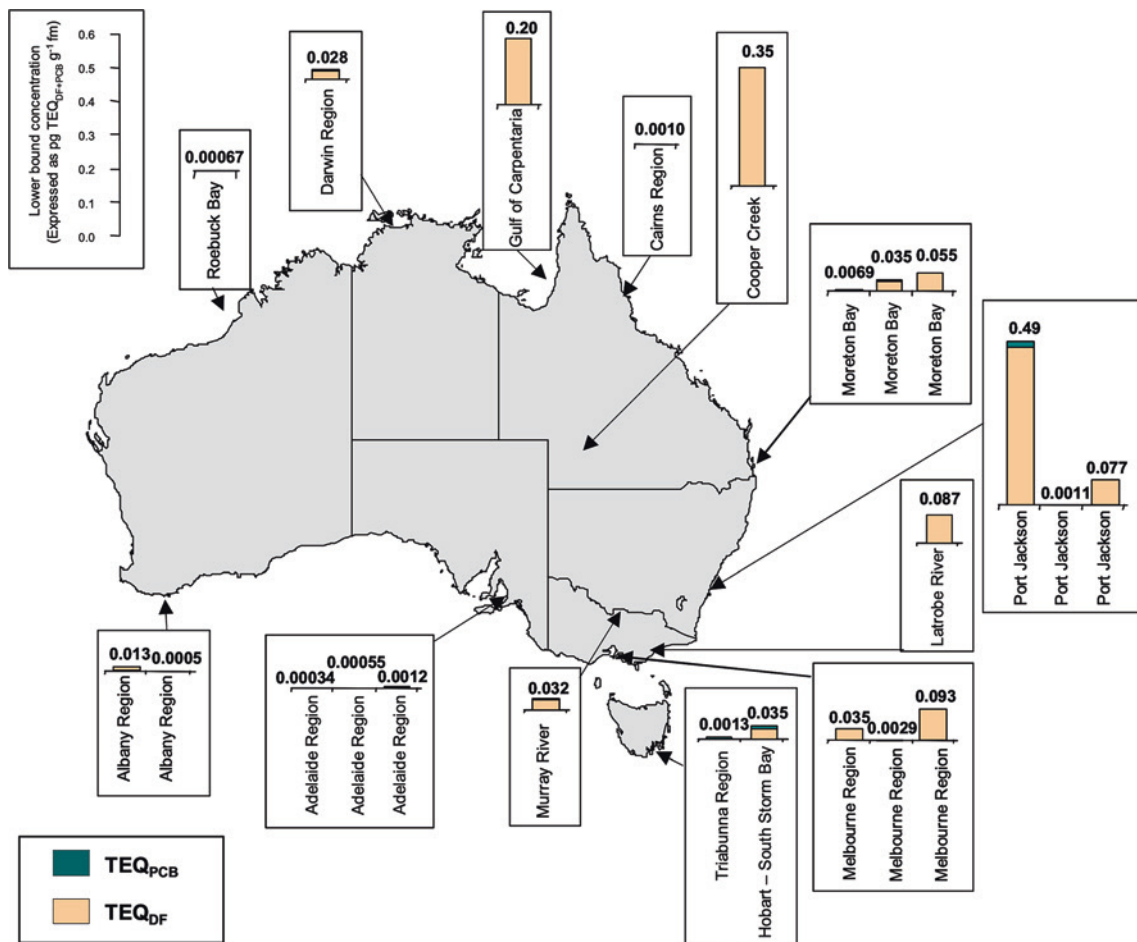 Lower bound concentration
(Expressed as pg TEQDF+PCB g-1 fm)
0.6
0.5
0.4
0.3
0.2
0.1
0.0
0.00067
Roebuck Bay
0.028
Darwin Region
0.20
Gulf of Carpentaria
0.0010
Cairns Region
0.35
Cooper Creek
0.0069 0.035 0.055
Moreton Bay
Moreton Bay
Moreton Bay
0.49
0.0011
0.077
Port Jackson
Port Jackson
Port Jackson
0.087
Latrobe River
0.013 0.0005
Albany Region
Albany Region
0.00034
0.00055
0.0012
Adelaide Region
Adelaide Region
Adelaide Region
0.032
Murray River
0.0013
0.035
Triabunna Region
Hobart – South Storm Bay
0.035
0.0029
0.093
Melbourne Region
Melbourne Region
Melbourne Region
TEQPCB
TEQDF